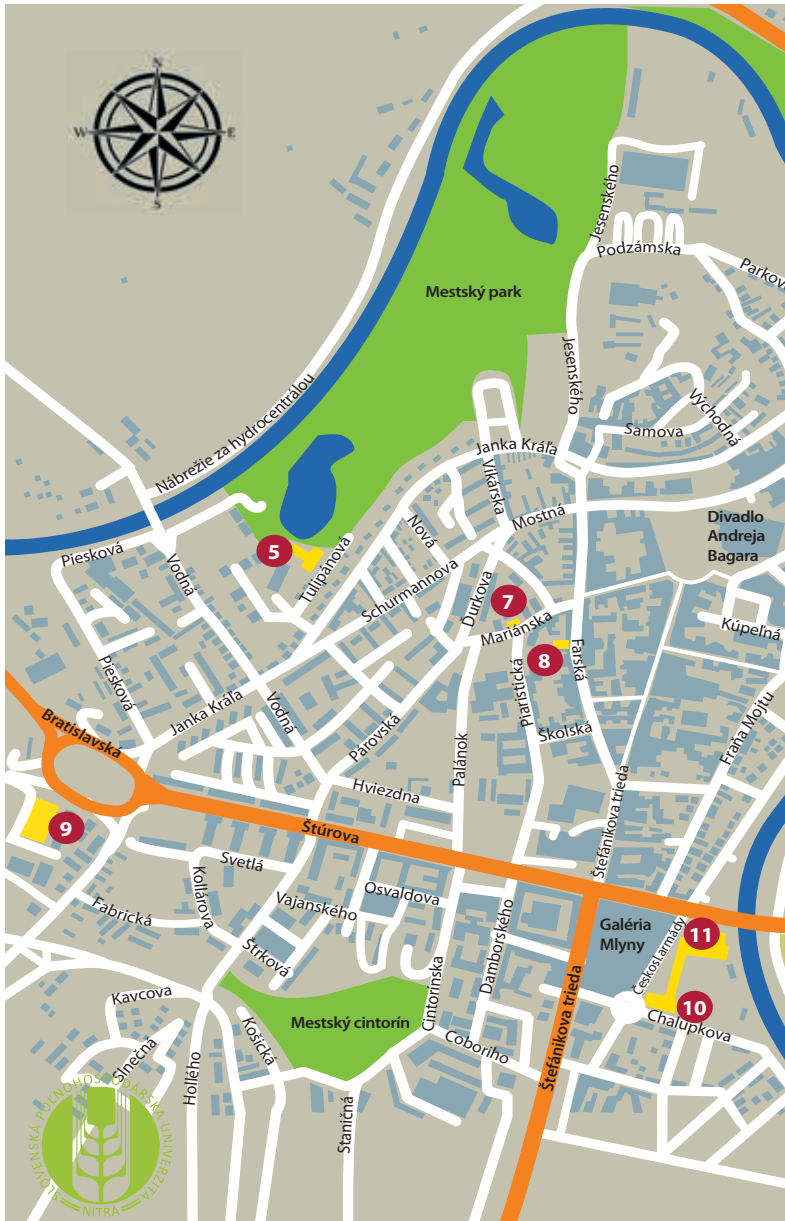 N
W
E
S
Jesenského
Podzámska
Parkov
Mestský park
Jesenského
Nábrežie za hydrocentrálou
Východná
Samova
Janka Kráľa
Vikárska
Mostná
Divadlo
Andreja
Bagara
Nová
Piesková
Vodná
5
Tulipánová
Schurmannova
Ďurkova
7
Mariánska
Kúpeľná
8
Farská
Piaristická
Piesková
Janka Kráľa
Vodná
Párovská
Palánok
Školská
Fraňa Mojtu
Bratislavská
Hviezdna
Štefánikova trieda
9
Štúrova
Svetlá
Kollárova
Osvaldova
Vajanského
Fabrická
Štrková
Damborského
Galéria
Mlyny
Českosl.armády
11
10
Chalupkova
Kavcova
Košická
Mestský cintorín
Cintorínska
Coboriho
Štefánikova trieda
Slnečná
Hollého
Staničná
SLOVENSKÁ POĽNOHOSPODÁRSKA UNIVERZITA
NITRA